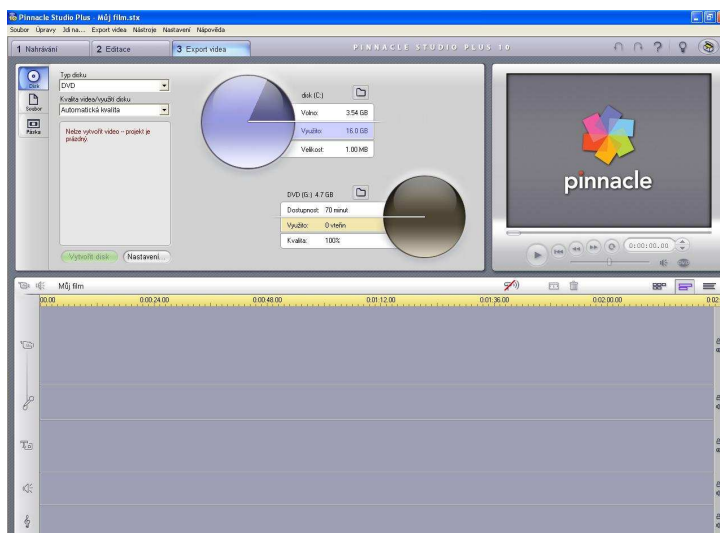 Pinnacle Studio Plus - Můj film.stx
Soubor Úpravy Jdi na... Export videa Nástroje Nastavení Nápověda
1 Nahrávání 2 Editace 3 Export videa PINNACLE STUDIO PLUS 10
Disk
Soubor
Páska
Typ disku
DVD
Kvalita videa/využití disku
Automatická kvalita
Nelze vytvořit video -- projekt je
prázdný.
Vytvořit disk Nastavení...
disk (C:)
Volno: 3.54 GB
Využito: 16.0 GB
Velikost: 1.00 MB
DVD (G:) 4.7 GB
Dostupnost: 70 minut
Využito: 0 vteřin
Kvalita: 100%
pinnacle
0:00:00.00
Můj film
00.00 0:00:24.00 0:00:48.00 0:01:12.00 0:01:36.00 0:02:00.00 0:02: